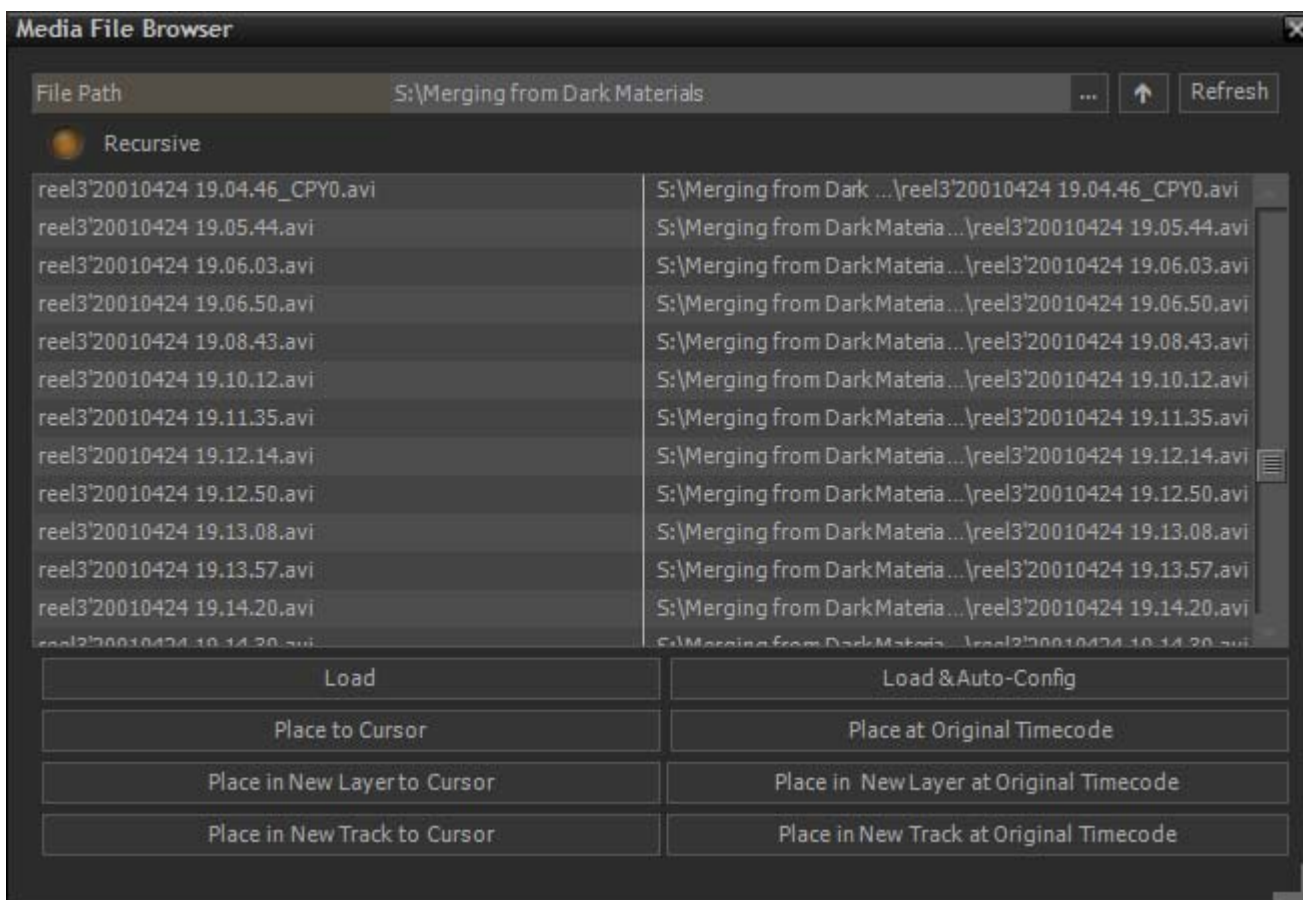 Media File Browser
File Path S:\Merging from Dark Materials ... Refresh
Recursive
reel3'20010424 19.04.46_CPY0.avi S:\Merging from Dark ...\reel3'20010424 19.04.46_CPY0.avi
reel3'20010424 19.05.44.avi S:\Merging from Dark Materia...\reel3'20010424 19.05.44.avi
reel3'20010424 19.06.03.avi S:\Merging from Dark Materia...\reel3'20010424 19.06.03.avi
reel3'20010424 19.06.50.avi S:\Merging from Dark Materia...\reel3'20010424 19.06.50.avi
reel3'20010424 19.08.43.avi S:\Merging from Dark Materia...\reel3'20010424 19.08.43.avi
reel3'20010424 19.10.12.avi S:\Merging from Dark Materia...\reel3'20010424 19.10.12.avi
reel3'20010424 19.11.35.avi S:\Merging from Dark Materia...\reel3'20010424 19.11.35.avi
reel3'20010424 19.12.14.avi S:\Merging from Dark Materia...\reel3'20010424 19.12.14.avi
reel3'20010424 19.12.50.avi S:\Merging from Dark Materia...\reel3'20010424 19.12.50.avi
reel3'20010424 19.13.08.avi S:\Merging from Dark Materia...\reel3'20010424 19.13.08.avi
reel3'20010424 19.13.57.avi S:\Merging from Dark Materia...\reel3'20010424 19.13.57.avi
reel3'20010424 19.14.20.avi S:\Merging from Dark Materia...\reel3'20010424 19.14.20.avi
Load Load & Auto-Config
Place to Cursor Place at Original Timecode
Place in New Layer to Cursor Place in New Layer at Original Timecode
Place in New Track to Cursor Place in New Track at Original Timecode